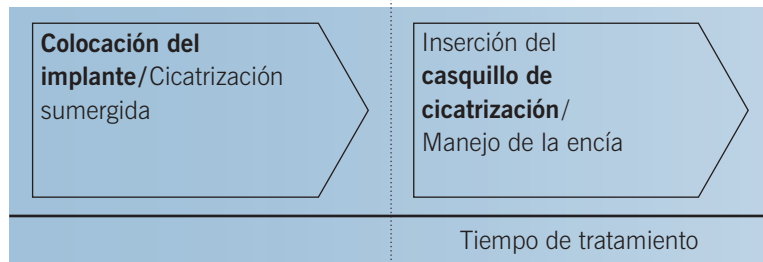 Colocación del
implante/Cicatrización
sumergida
Inserción del
casquillo de
cicatrización/
Manejo de la encía
Tiempo de tratamiento